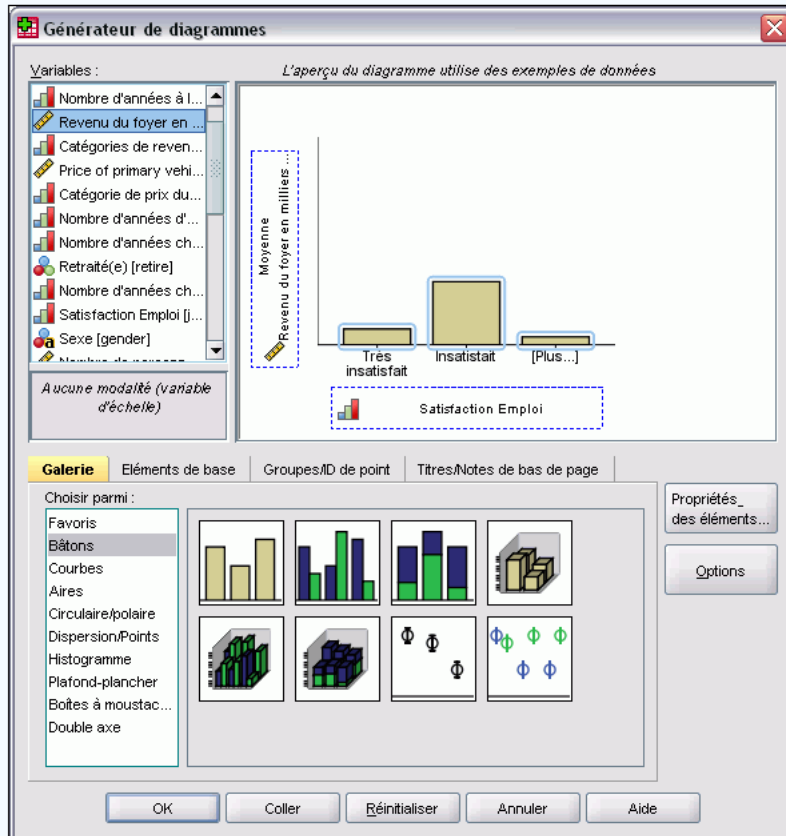 Générateur de diagrammes
Variables :
L'aperçu du diagramme utilise des exemples de données
Nombre d'années à l...
Revenu du foyer en ...
Catégories de reven...
Price of primary vehi...
Catégorie de prix du...
Nombre d'années d'...
Nombre d'années ch...
Retraité(e) [retire]
Nombre d'années ch...
Satisfaction Emploi [j...
Sexe [gender]
Aucune modalité (variable
d'échelle)
Moyenne
Revenu du foyer en milliers ...
Très
insatisfait
Insatistait
[Plus...]
Satisfaction Emploi
Galerie
Eléments de base
Groupes/ID de point
Titres/Notes de bas de page
Choisir parmi :
Favoris
Bâtons
Courbes
Aires
Circulaire/polaire
Dispersion/Points
Histogramme
Plafond-plancher
Boîtes à moustac...
Double axe
Propriétés_
des éléments...
Options
OK
Coller
Réinitialiser
Annuler
Aide